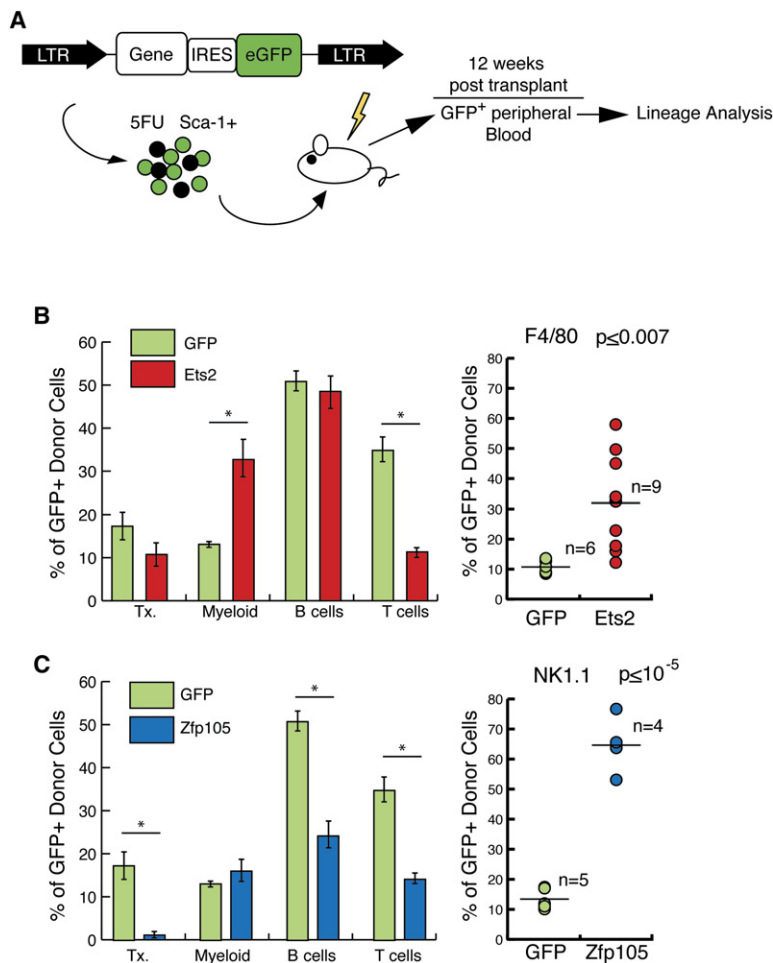 A
LTR Gene IRES eGFP LTR
5FU Sca-1+
12 weeks
post transplant
GFP+ peripheral
Blood
Lineage Analysis
B
% of GFP+ Donor Cells
60
50
40
30
20
10
0
GFP
Ets2
*
*
Tx. Myeloid B cells T cells
F4/80 p≤0.007
% of GFP+ Donor Cells
80
70
60
50
40
30
20
10
0
n=6
n=9
GFP Ets2
C
% of GFP+ Donor Cells
60
50
40
30
20
10
0
GFP
Zfp105
*
*
*
Tx. Myeloid B cells T cells
NK1.1 p≤10-5
% of GFP+ Donor Cells
80
70
60
50
40
30
20
10
0
n=5
n=4
GFP Zfp105